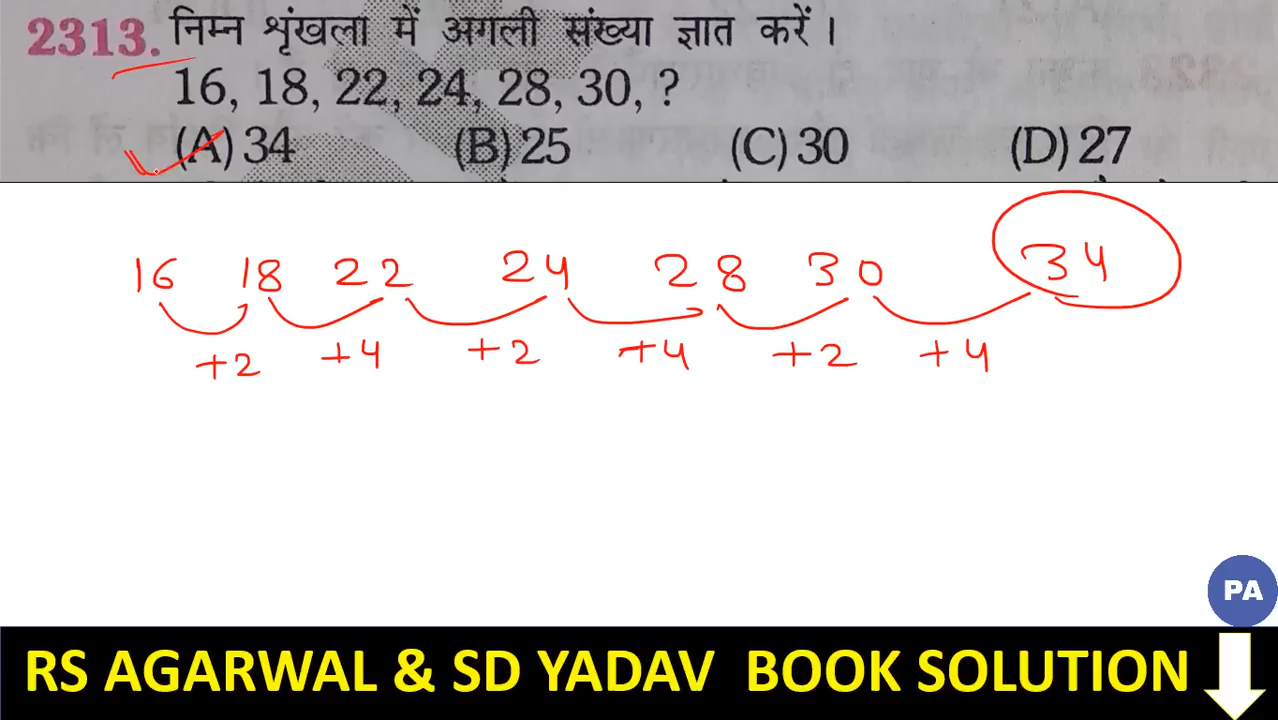 2313. निम्न श्रृंखला में अगली संख्या ज्ञात करें।
16, 18, 22, 24, 28, 30, ?
(A) 34 (B) 25 (C) 30 (D) 27
16 18 22 24 28 30 34
+2 +4 +2 +4 +2 +4
PA
RS AGARWAL & SD YADAV BOOK SOLUTION